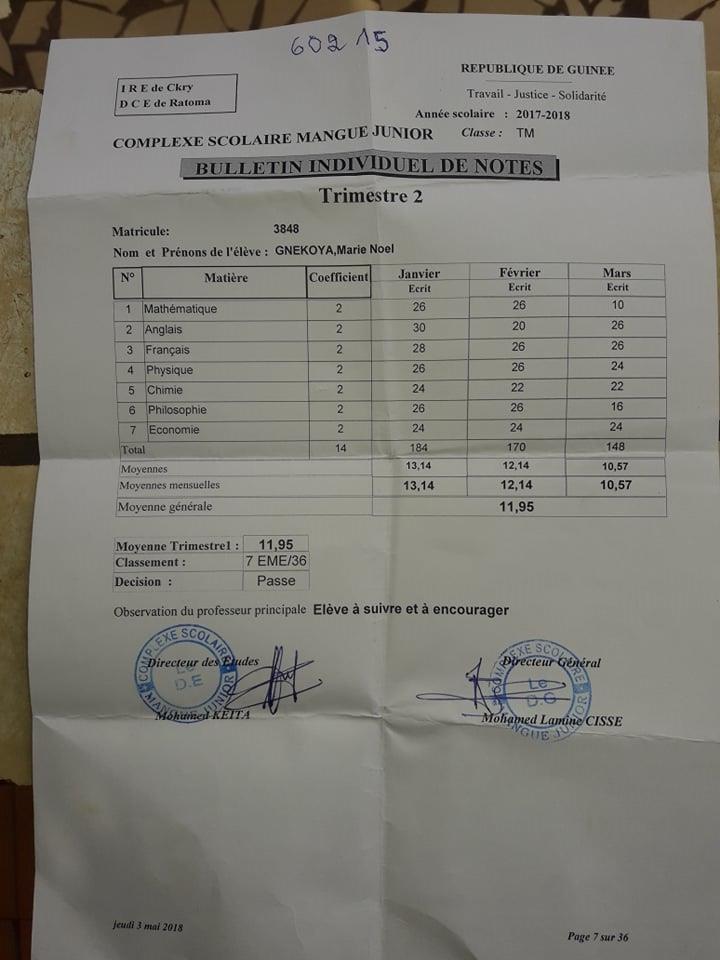 60215
REPUBLIQUE DE GUINEE
I R E de Ckry
D C E de Ratoma
Travail - Justice - Solidarité
Année scolaire : 2017-2018
COMPLEXE SCOLAIRE MANGUE JUNIOR Classe : TM
BULLETIN INDIVIDUEL DE NOTES
Trimestre 2
Matricule: 3848
Nom et Prénons de l'élève : GNEKOYA,Marie Noel
N° Matière Coefficient Janvier Février Mars
Ecrit Ecrit Ecrit
1 Mathématique 2 26 26 10
2 Anglais 2 30 20 26
3 Français 2 28 26 26
4 Physique 2 26 26 24
5 Chimie 2 24 22 22
6 Philosophie 2 26 26 16
7 Economie 2 24 24 24
Total 14 184 170 148
Moyennes 13,14 12,14 10,57
Moyennes mensuelles 13,14 12,14 10,57
Moyenne générale 11,95
Moyenne Trimestre1 : 11,95
Classement : 7 EME/36
Decision : Passe
Observation du professeur principale Elève à suivre et à encourager
COMPLEXE SCOLAIRE
Directeur des Etudes
Le
D.E
MANGUE JUNIOR
Mohamed KEITA
COMPLEXE SCOLAIRE
Directeur Général
Le
D.G
MANGUE JUNIOR
Mohamed Lamine CISSE
jeudi 3 mai 2018
Page 7 sur 36